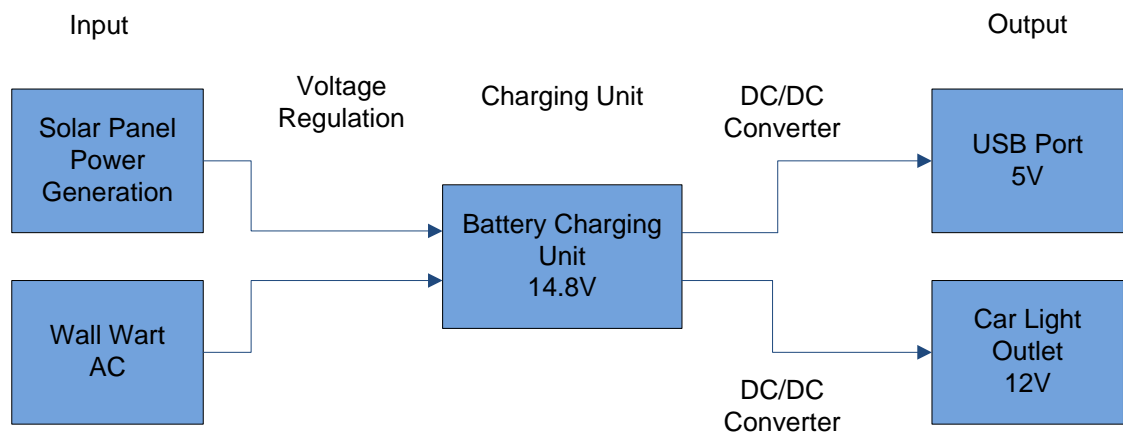 Input
Output
Voltage
Regulation
Charging Unit
DC/DC
Converter
Solar Panel
Power
Generation
USB Port
5V
Battery Charging
Unit
14.8V
Wall Wart
AC
Car Light
Outlet
12V
DC/DC
Converter